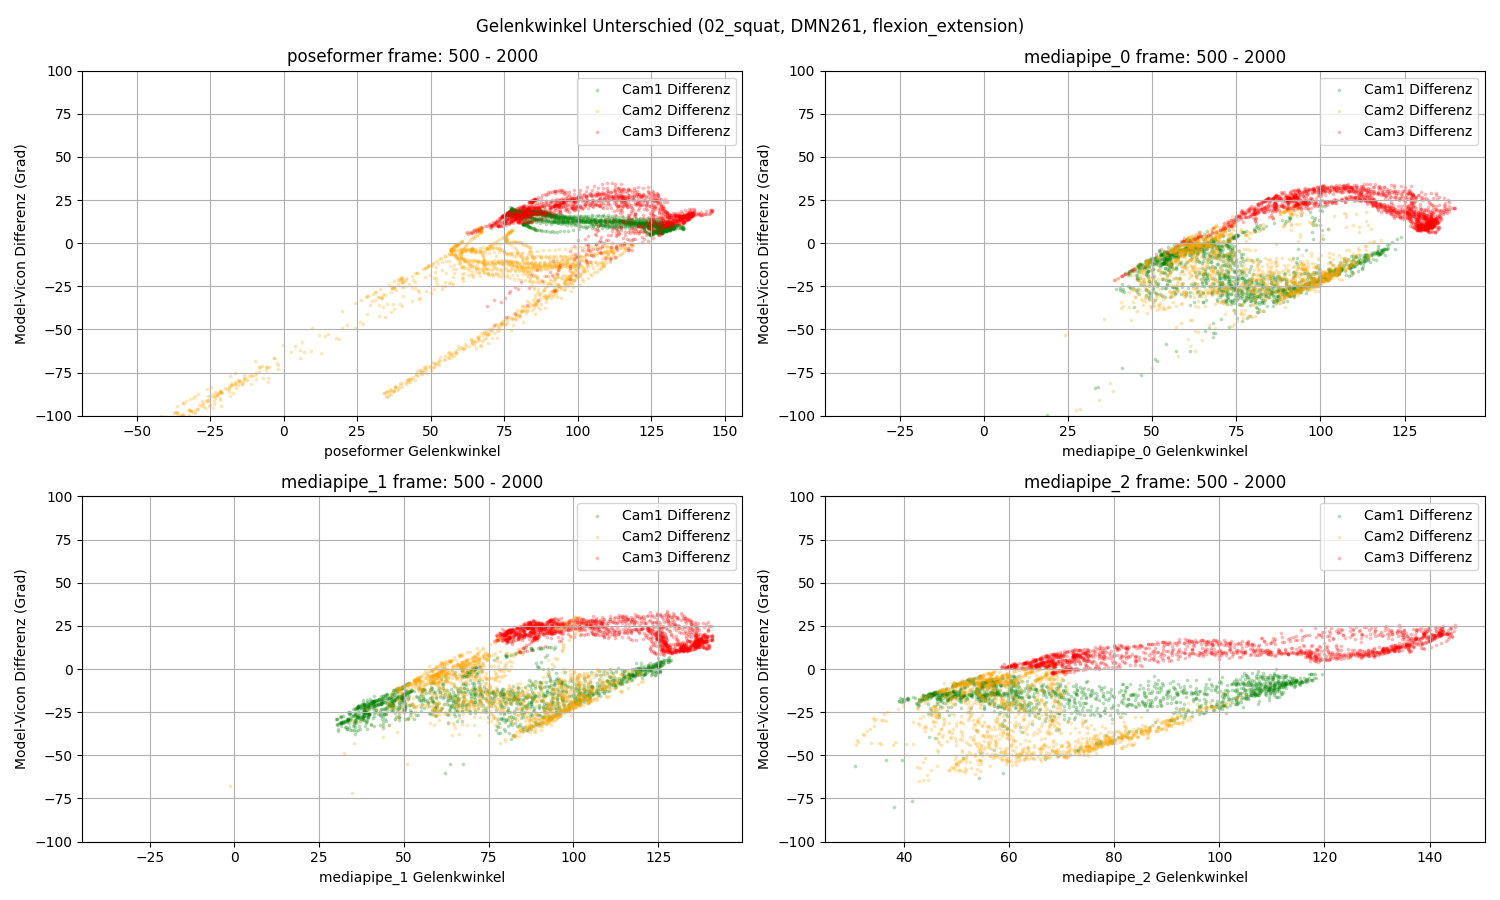 Gelenkwinkel Unterschied (02_squat, DMN261, flexion_extension)
poseformer frame: 500 - 2000
Model-Vicon Differenz (Grad)
100
75
50
25
0
−25
−50
−75
−100
Cam1 Differenz
Cam2 Differenz
Cam3 Differenz
−50 −25 0 25 50 75 100 125 150
poseformer Gelenkwinkel
mediapipe_0 frame: 500 - 2000
Model-Vicon Differenz (Grad)
100
75
50
25
0
−25
−50
−75
−100
Cam1 Differenz
Cam2 Differenz
Cam3 Differenz
−25 0 25 50 75 100 125
mediapipe_0 Gelenkwinkel
mediapipe_1 frame: 500 - 2000
Model-Vicon Differenz (Grad)
100
75
50
25
0
−25
−50
−75
−100
Cam1 Differenz
Cam2 Differenz
Cam3 Differenz
−25 0 25 50 75 100 125
mediapipe_1 Gelenkwinkel
mediapipe_2 frame: 500 - 2000
Model-Vicon Differenz (Grad)
100
75
50
25
0
−25
−50
−75
−100
Cam1 Differenz
Cam2 Differenz
Cam3 Differenz
40 60 80 100 120 140
mediapipe_2 Gelenkwinkel